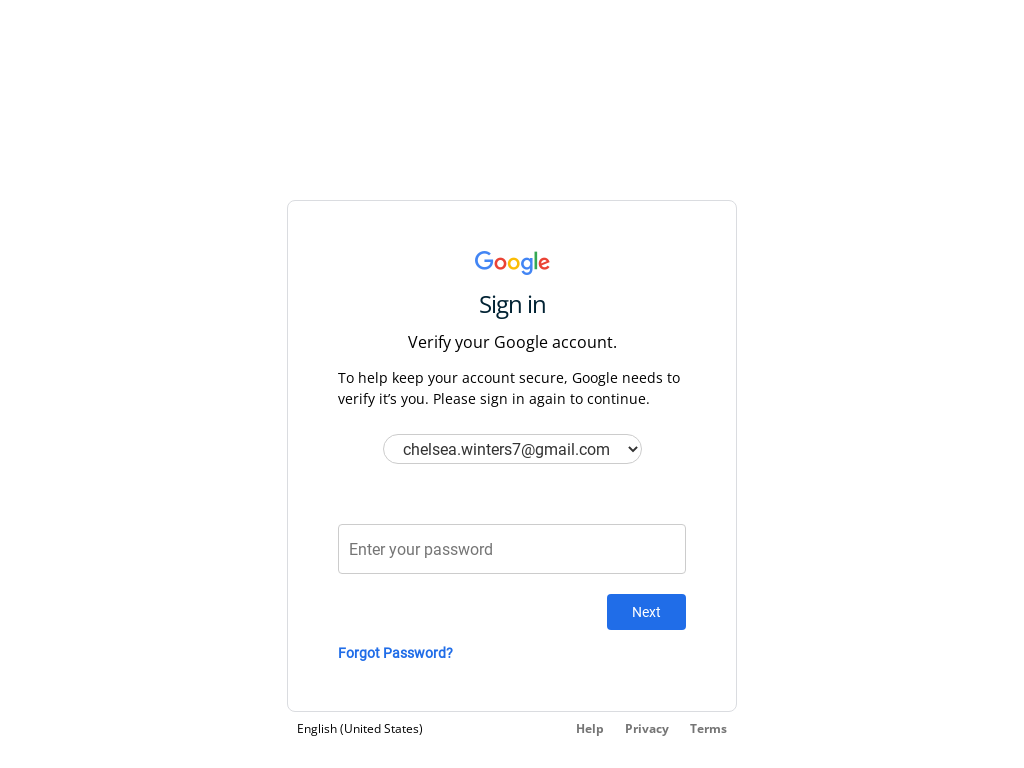 Google
Sign in
Verify your Google account.
To help keep your account secure, Google needs to
verify it’s you. Please sign in again to continue.
chelsea.winters7@gmail.com
Enter your password
Next
Forgot Password?
English (United States) Help Privacy Terms